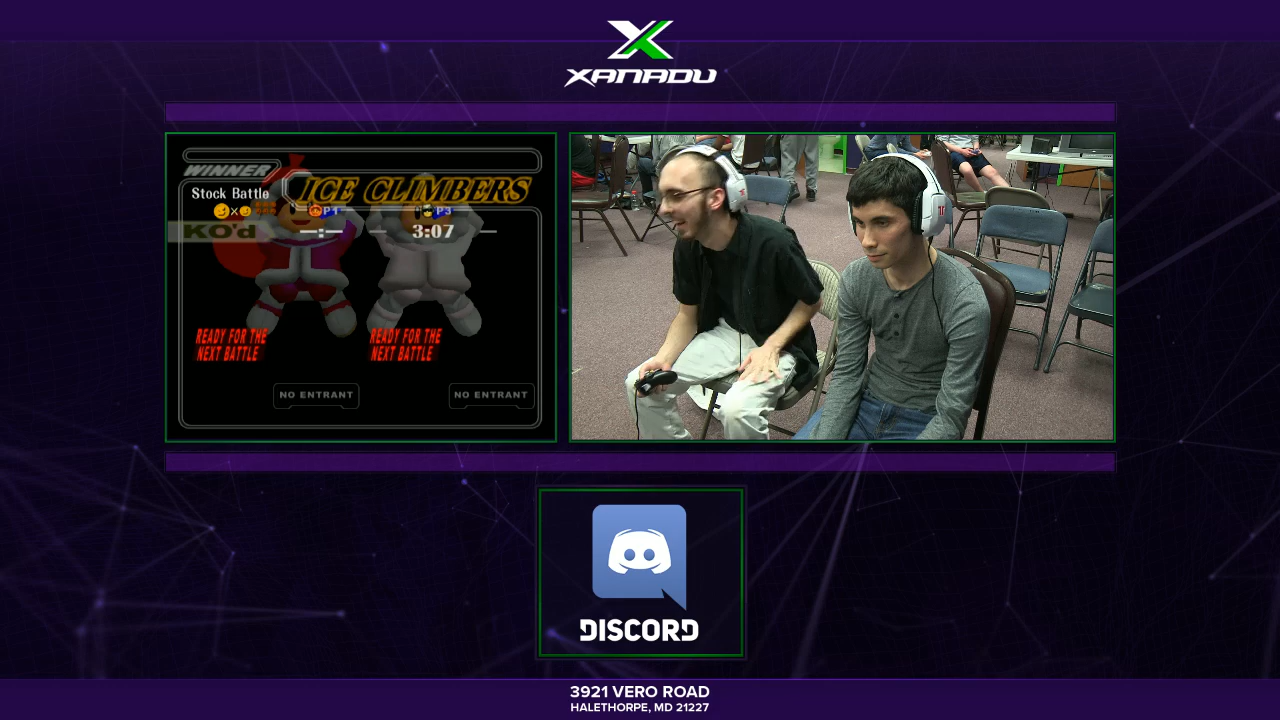 XANADU
WINNER
Stock Battle
ICE CLIMBERS
P1
P3
KO'd
-:--
3:07
READY FOR THE
NEXT BATTLE
READY FOR THE
NEXT BATTLE
NO ENTRANT
NO ENTRANT
DISCORD
3921 VERO ROAD
HALETHORPE, MD 21227